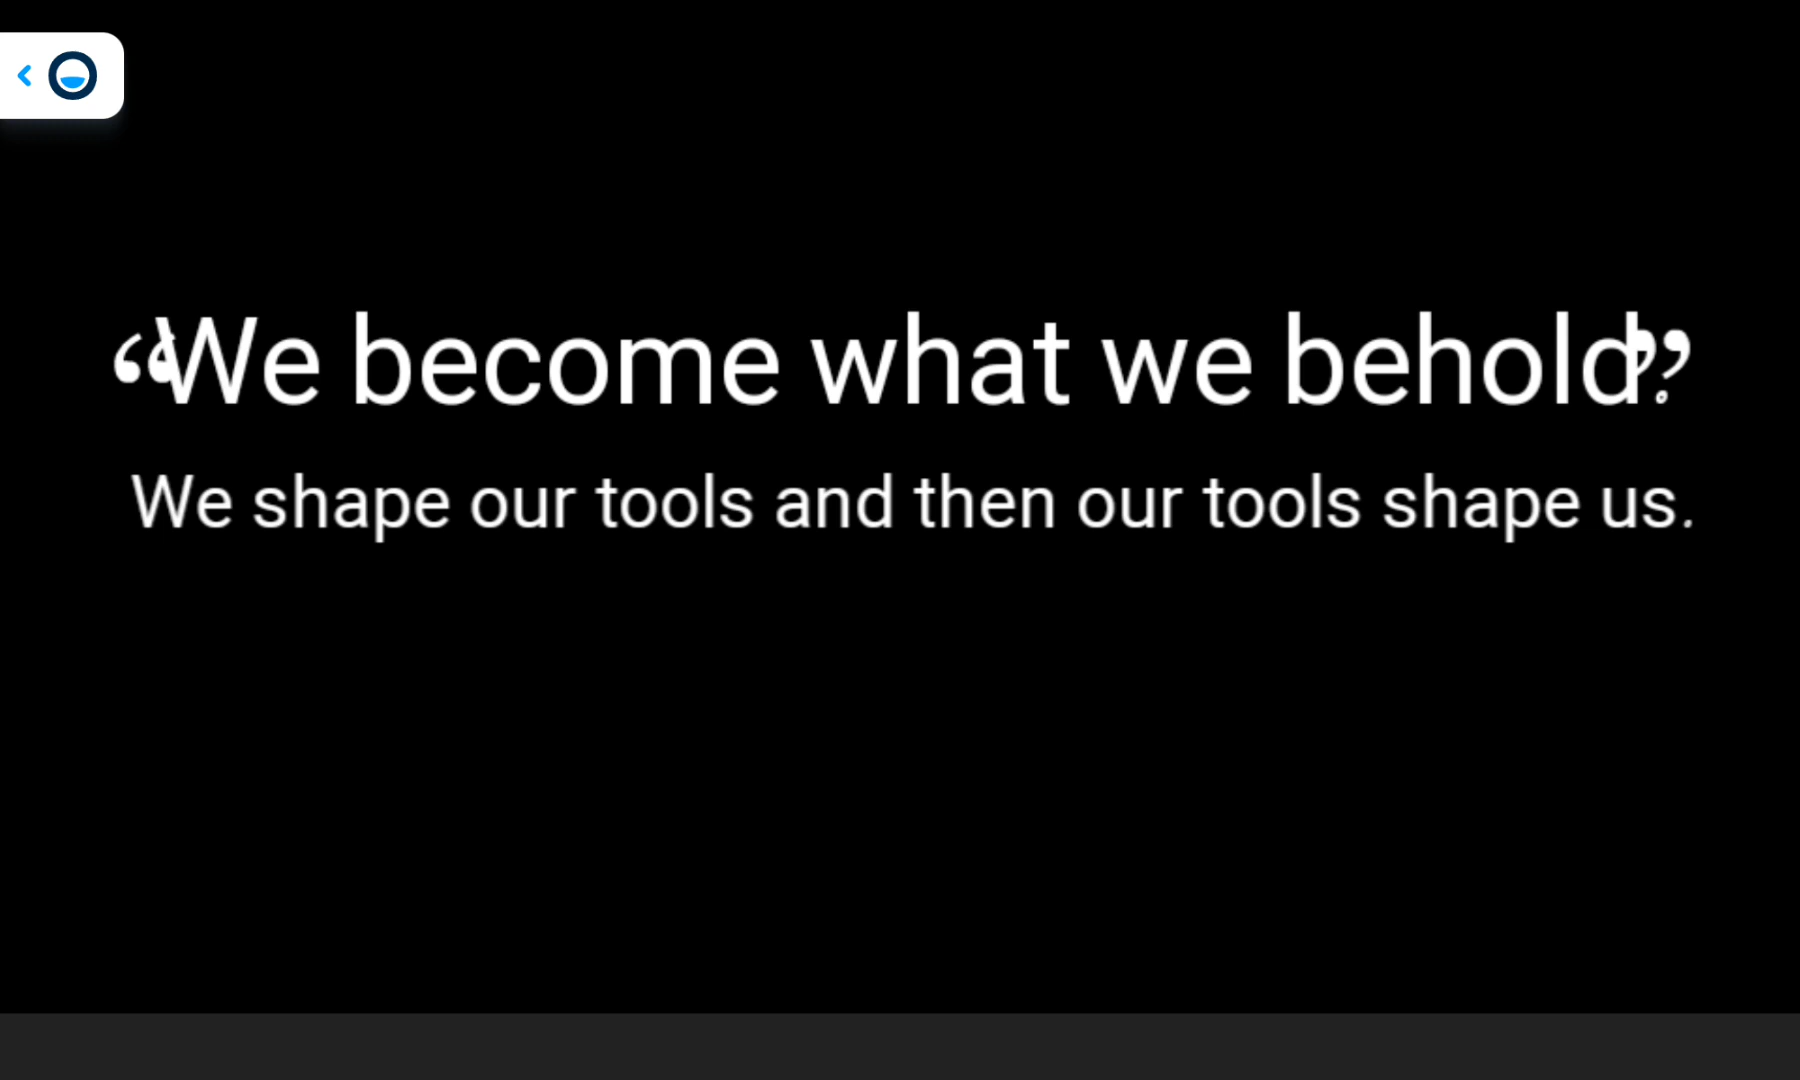 “We become what we behold.”
We shape our tools and then our tools shape us.